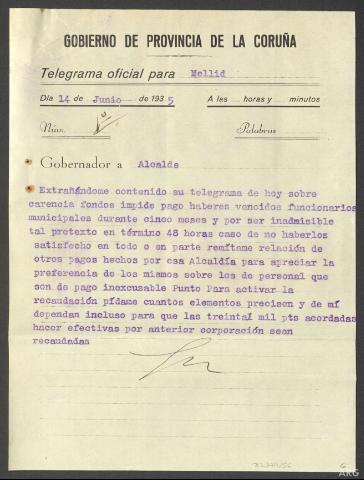 GOBIERNO DE PROVINCIA DE LA CORUÑA
Telegrama oficial para Mellid
Día 14 de Junio de 1935 A las horas y minutos
Núm. Palabras
Gobernador a Alcalde
Extrañándome contenido su telegrama de hoy sobre
carencia fondos impide pago haberes vencidos funcionarios
municipales durante cinco meses y por ser inadmisible
tal pretexto en término 48 horas caso de no haberlos
satisfecho en todo o en parte remítame relación de
otros pagos hechos por esa Alcaldía para apreciar la
preferencia de los mismos sobre los de personal que
son de pago inexcusable Punto Para activar la
recaudación pídame cuantos elementos precisen y de mí
dependan incluso para que las treintal mil pts acordadas
hacer efectivas por anterior corporación sean
recaudadas
ARG